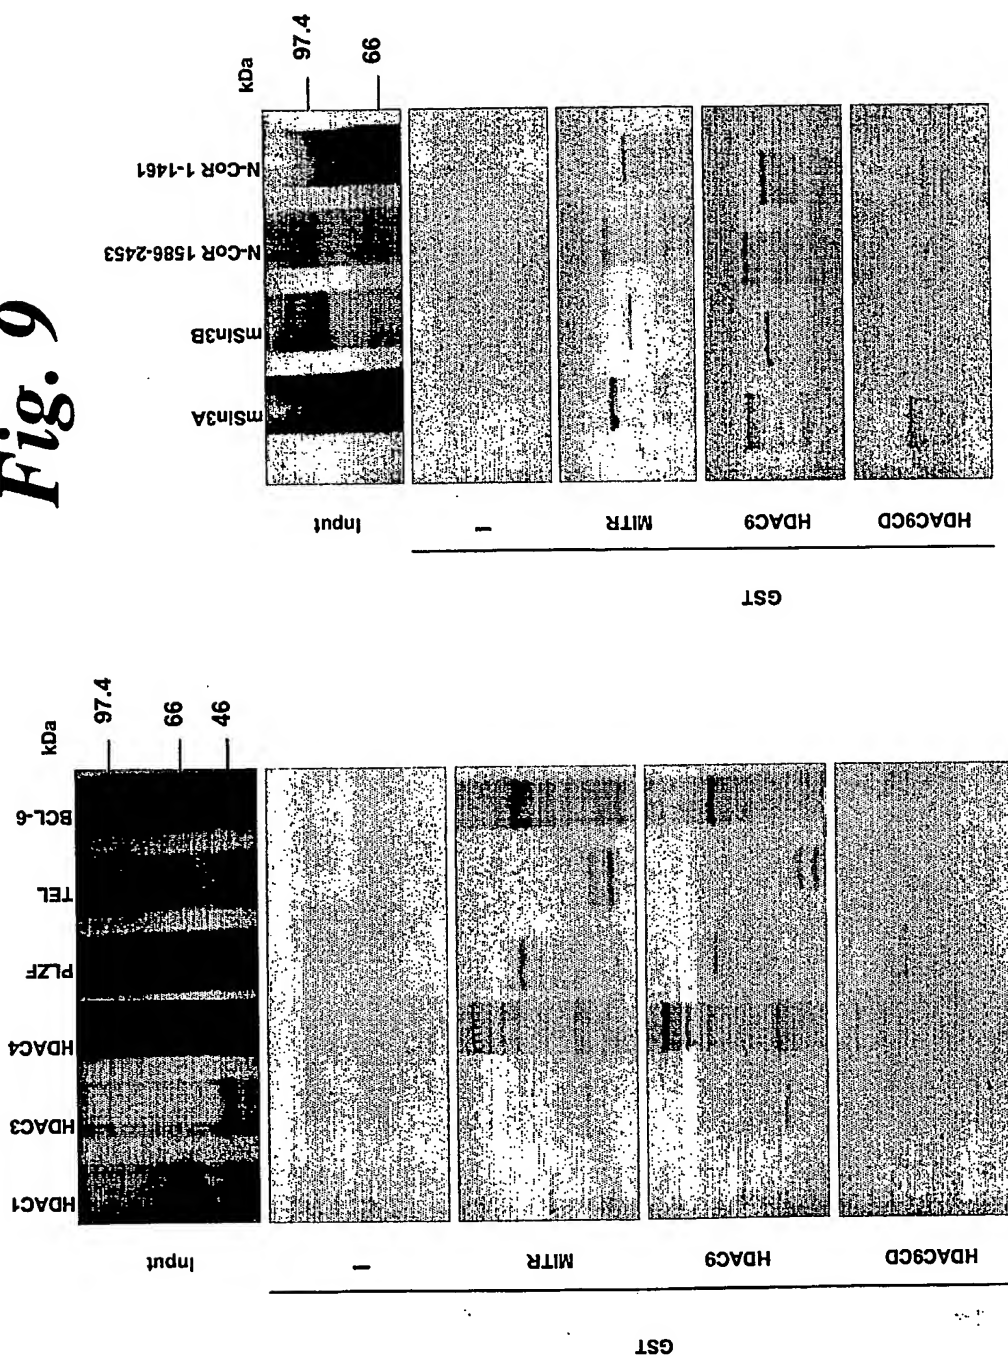 Fig. 9
kDa
HDAC1
HDAC3
HDAC4
PLZF
TEL
BCL-6
97.4
66
46
Input
–
MITR
HDAC9
HDAC9CD
GST
kDa
mSin3A
mSin3B
N-CoR 1586-2453
N-CoR 1-1461
97.4
66
Input
–
MITR
HDAC9
HDAC9CD
GST